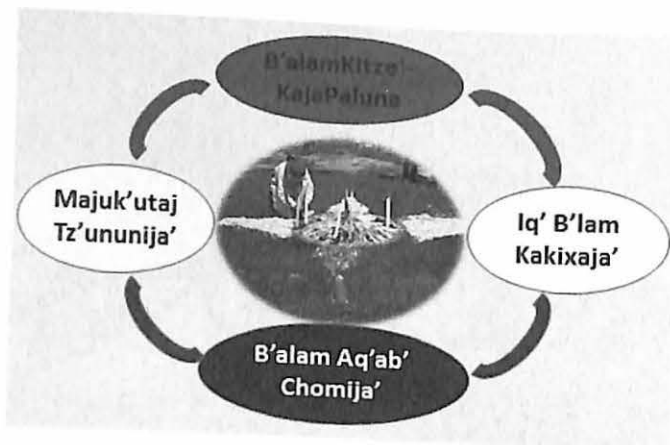 B'alamKitze'-
KajaPaluna
Majuk'utaj
Tz'ununija'
Iq' B'lam
Kakixaja'
B'alam Aq'ab'
Chomija'